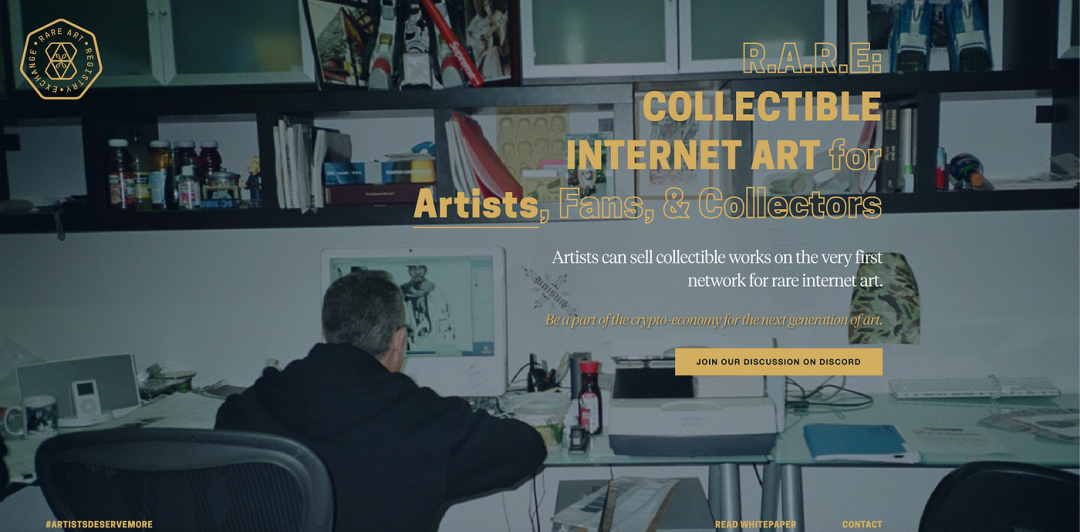 RARE ART • REGISTRY • EXCHANGE •
R.A.R.E:
COLLECTIBLE
INTERNET ART for
Artists, Fans, & Collectors
Artists can sell collectible works on the very first
network for rare internet art.
Be a part of the crypto-economy for the next generation of art.
JOIN OUR DISCUSSION ON DISCORD
#ARTISTSDESERVEMORE
READ WHITEPAPER
CONTACT